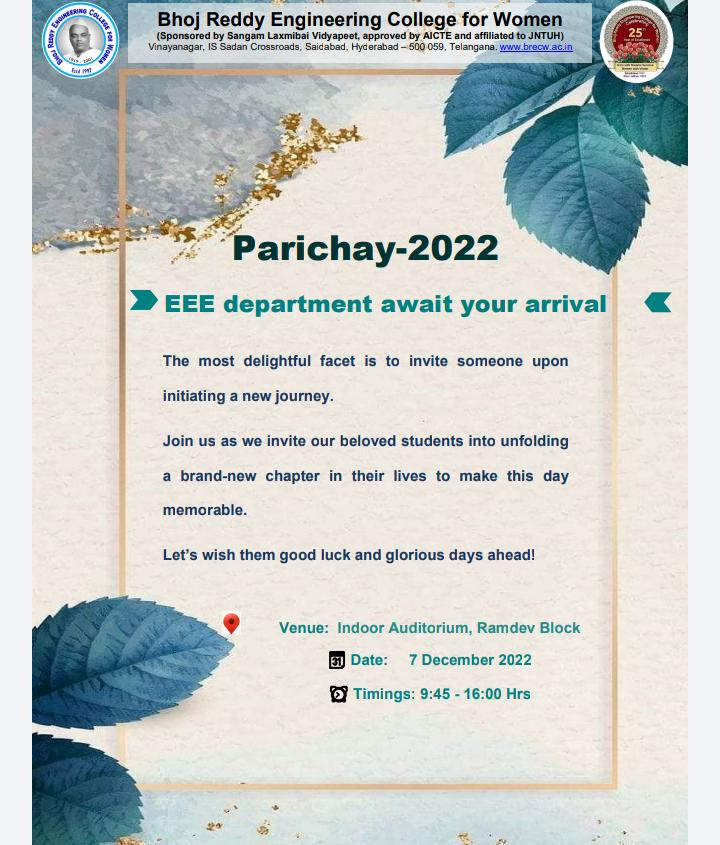 Bhoj Reddy Engineering College for Women
(Sponsored by Sangam Laxmibai Vidyapeet, approved by AICTE and affiliated to JNTUH)
Vinayanagar, IS Sadan Crossroads, Saidabad, Hyderabad – 500 059, Telangana. www.brecw.ac.in
BHOJ REDDY ENGINEERING COLLEGE FOR WOMEN
Estd 1997
25
Parichay-2022
EEE department await your arrival
The most delightful facet is to invite someone upon
initiating a new journey.
Join us as we invite our beloved students into unfolding
a brand-new chapter in their lives to make this day
memorable.
Let’s wish them good luck and glorious days ahead!
Venue: Indoor Auditorium, Ramdev Block
31 Date: 7 December 2022
Timings: 9:45 - 16:00 Hrs